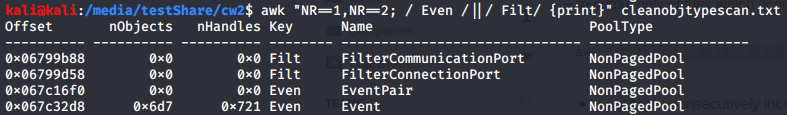 kali@kali:/media/testShare/cw2$ awk "NR==1,NR==2; / Even /||/ Filt/ {print}" cleanobjtypescan.txt
Offset nObjects nHandles Key Name PoolType
---------- ---------- ---------- -------- ------------------------------ --------------------
0×06799b88 0×0 0×0 Filt FilterCommunicationPort NonPagedPool
0×06799d58 0×0 0×0 Filt FilterConnectionPort NonPagedPool
0×067c16f0 0×0 0×0 Even EventPair NonPagedPool
0×067c32d8 0×6d7 0×721 Even Event NonPagedPool